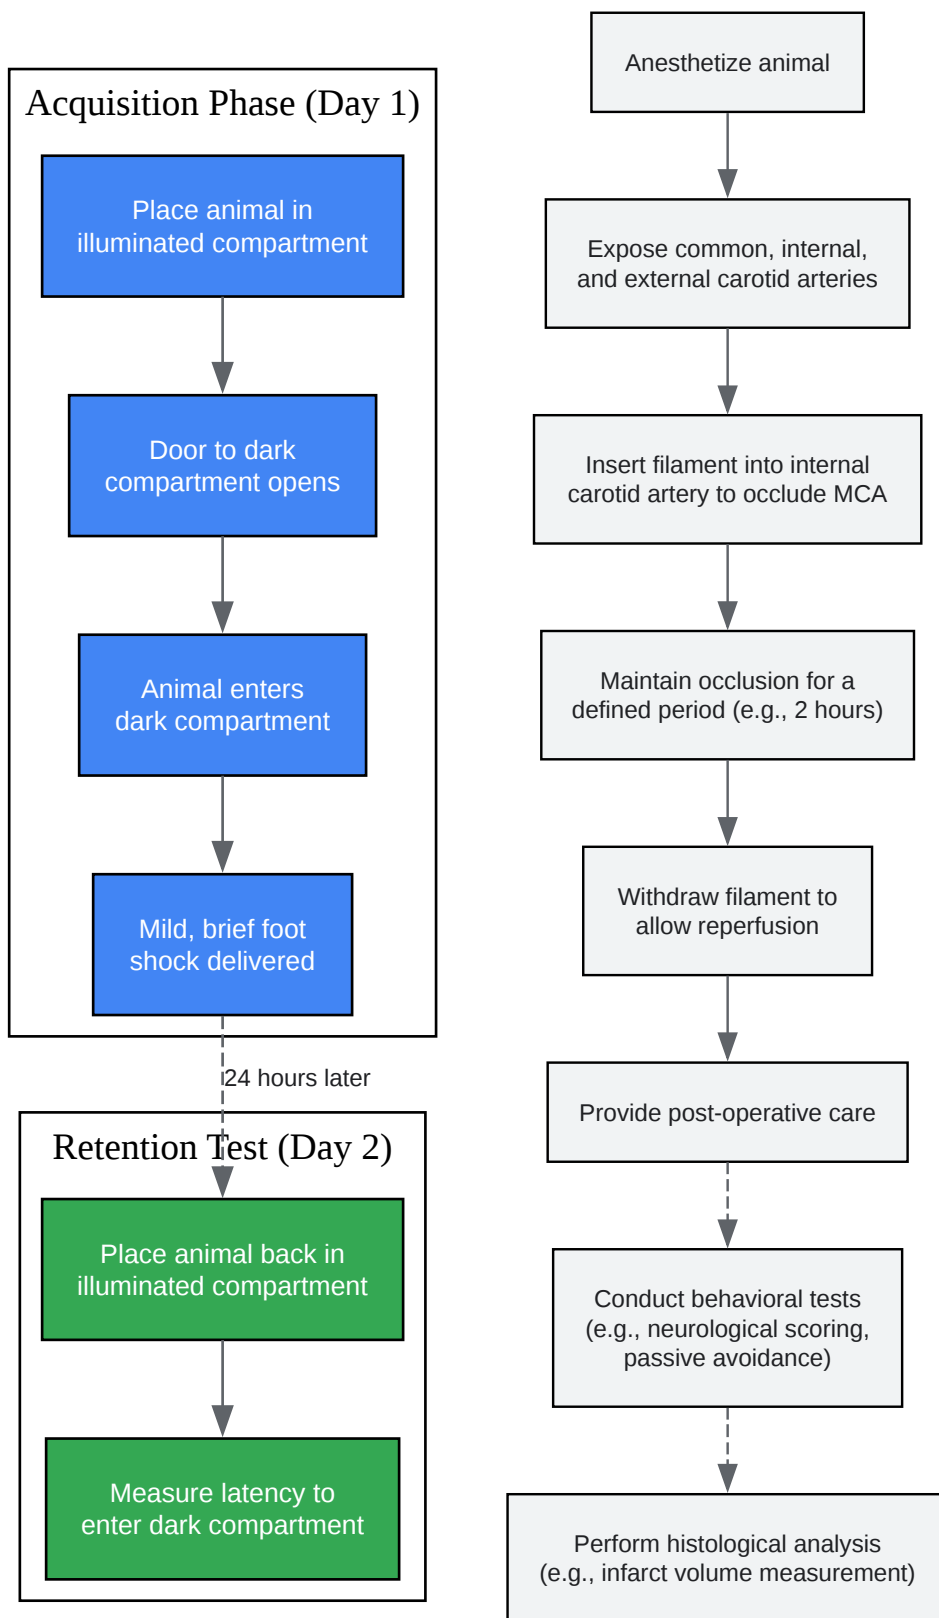 Acquisition Phase (Day 1)
Place animal in
illuminated compartment
Door to dark
compartment opens
Animal enters
dark compartment
Mild, brief foot
shock delivered
24 hours later
Retention Test (Day 2)
Place animal back in
illuminated compartment
Measure latency to
enter dark compartment
Anesthetize animal
Expose common, internal,
and external carotid arteries
Insert filament into internal
carotid artery to occlude MCA
Maintain occlusion for a
defined period (e.g., 2 hours)
Withdraw filament to
allow reperfusion
Provide post-operative care
Conduct behavioral tests
(e.g., neurological scoring,
passive avoidance)
Perform histological analysis
(e.g., infarct volume measurement)